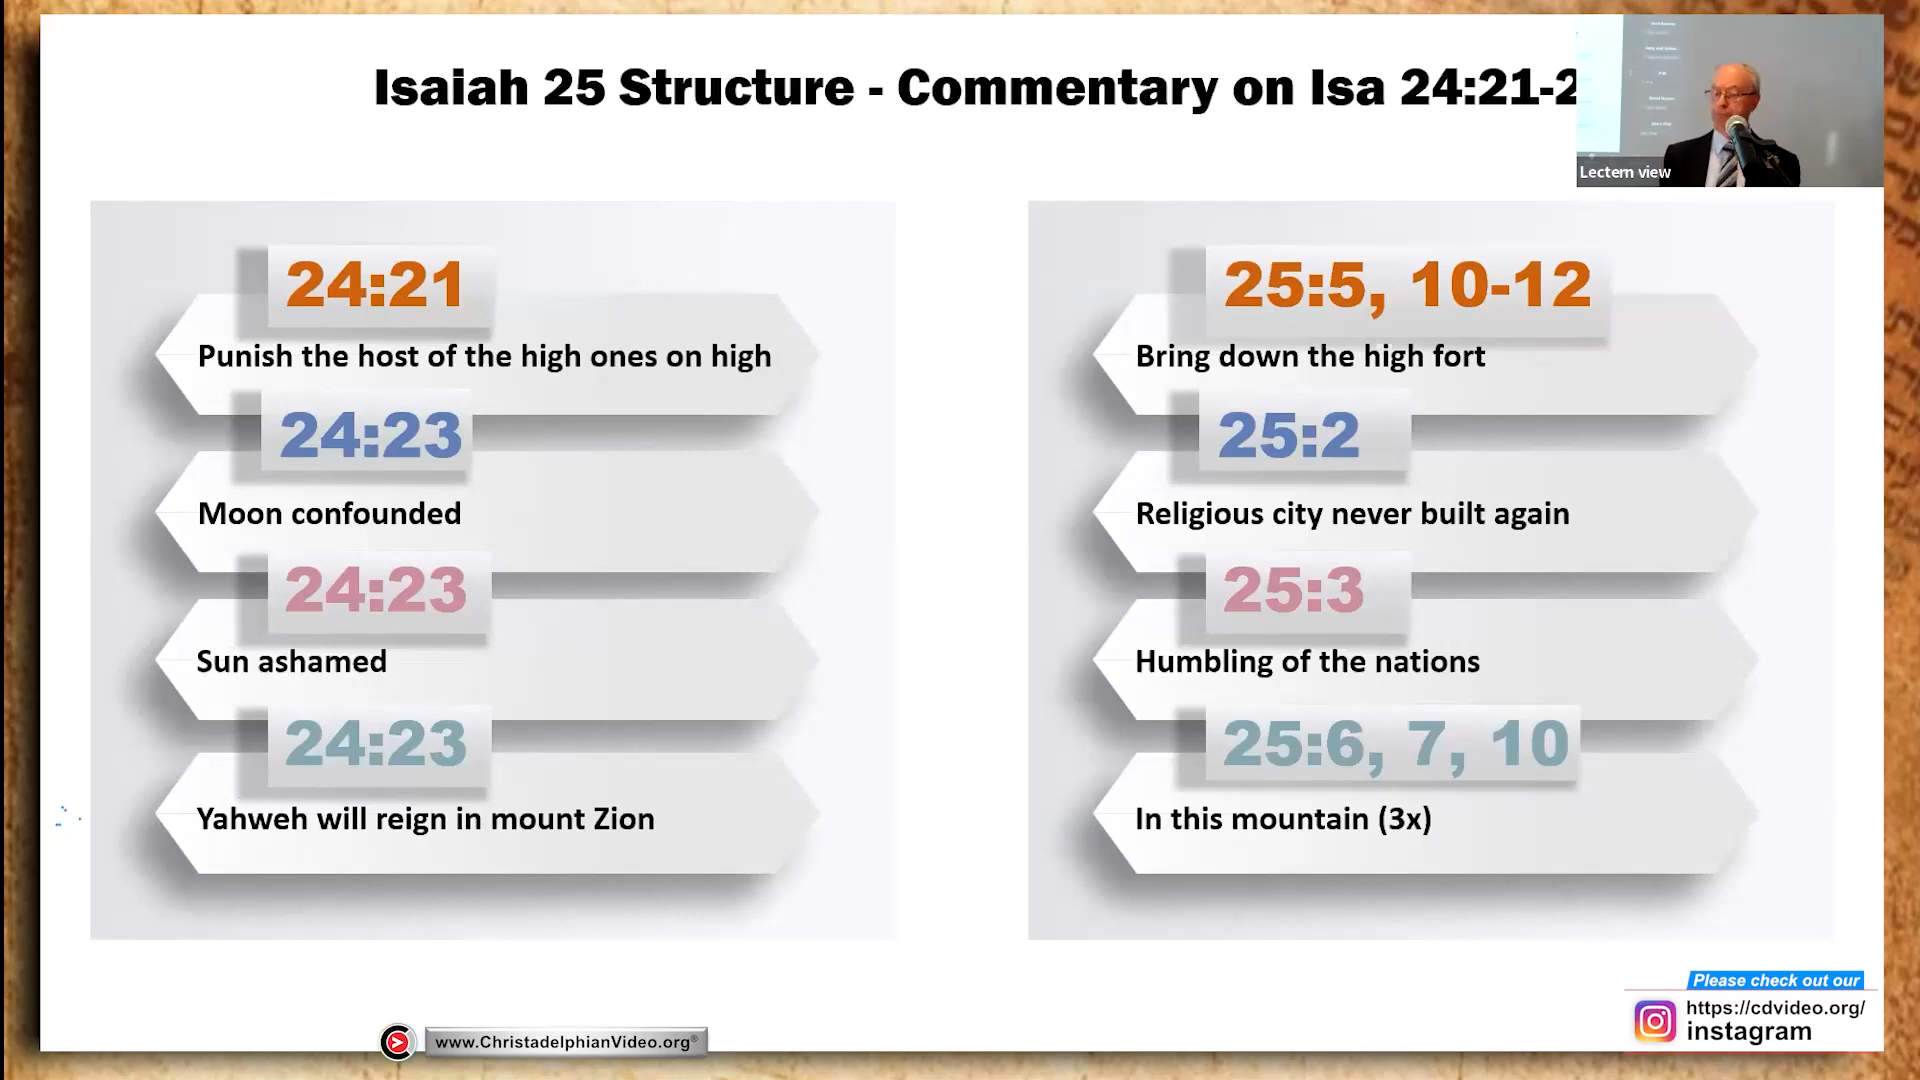 Isaiah 25 Structure - Commentary on Isa 24:21-2
Lectern view
24:21
Punish the host of the high ones on high
24:23
Moon confounded
24:23
Sun ashamed
24:23
Yahweh will reign in mount Zion
25:5, 10-12
Bring down the high fort
25:2
Religious city never built again
25:3
Humbling of the nations
25:6, 7, 10
In this mountain (3x)
www.ChristadelphianVideo.org®
Please check out our
https://cdvideo.org/
instagram